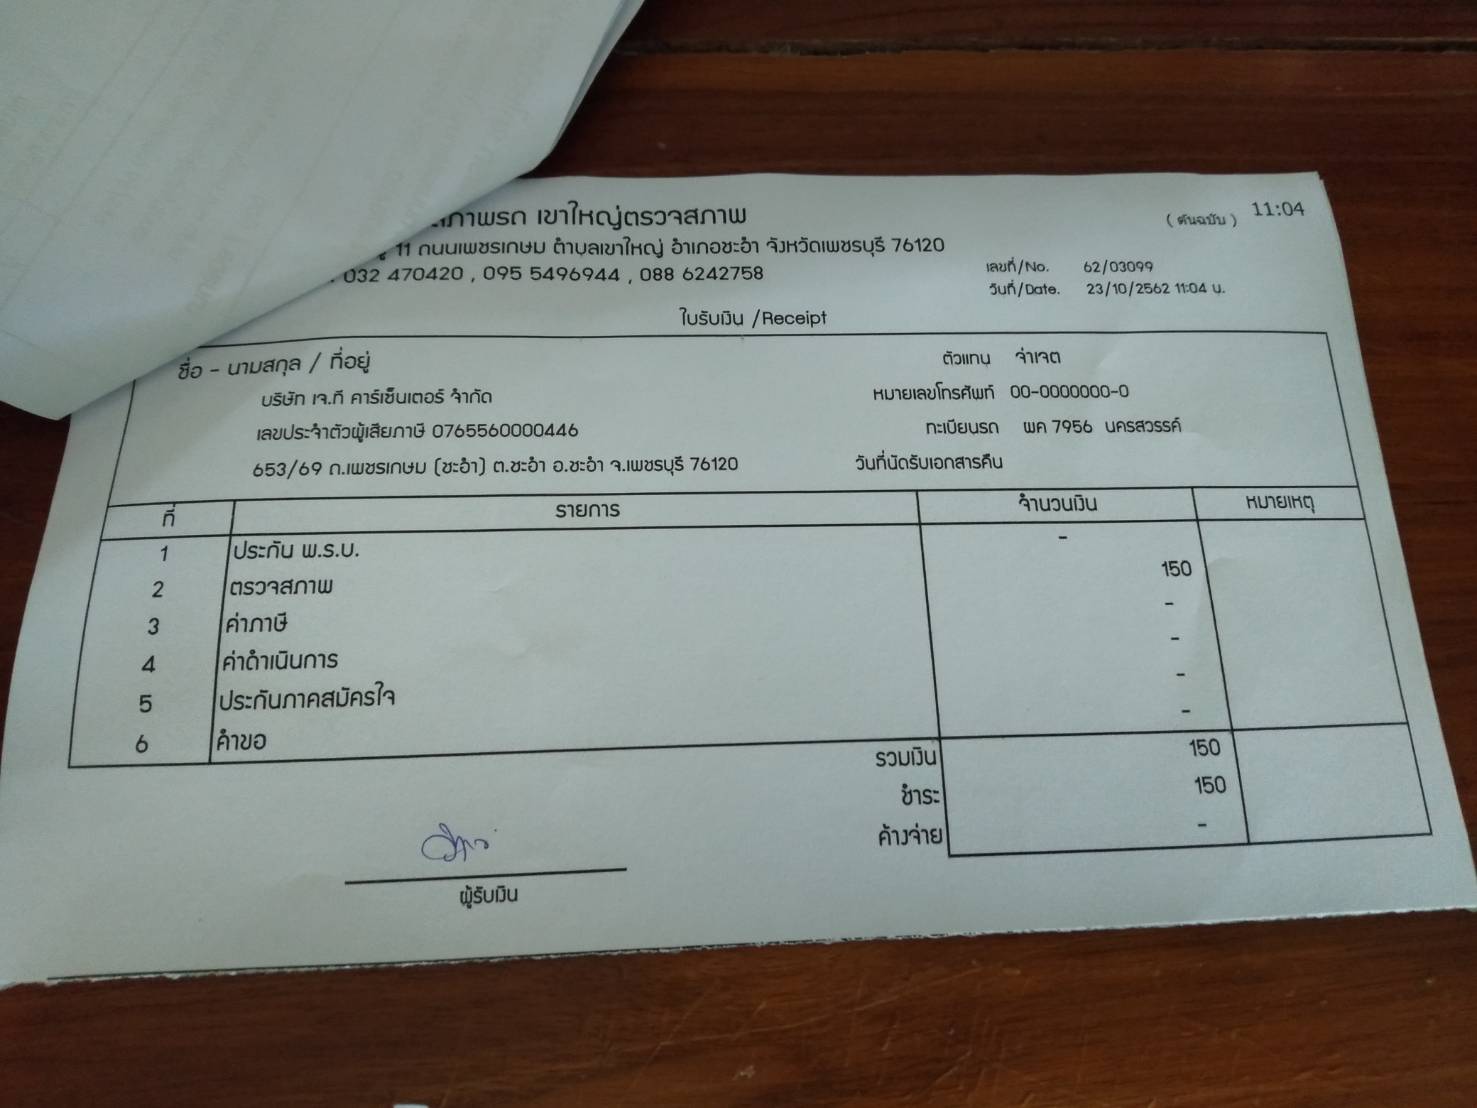 เขาใหญ่ตรวจสภาพ
( ต้นฉบับ ) 11:04
11 ถนนเพชรเกษม ตำบลเขาใหญ่ อำเภอชะอำ จังหวัดเพชรบุรี 76120
032 470420 , 095 5496944 , 088 6242758
เลขที่/No. 62/03099
วันที่/Date. 23/10/2562 11:04 น.
ใบรับเงิน /Receipt
ชื่อ - นามสกุล / ที่อยู่
ตัวแทน จ่าเจต
บริษัท เจ.ที คาร์เซ็นเตอร์ จำกัด
หมายเลขโทรศัพท์ 00-0000000-0
เลขประจำตัวผู้เสียภาษี 0765560000446
ทะเบียนรถ ผค 7956 นครสวรรค์
653/69 ถ.เพชรเกษม (ชะอำ) ต.ชะอำ อ.ชะอำ จ.เพชรบุรี 76120
วันที่นัดรับเอกสารคืน
ที่ รายการ จำนวนเงิน หมายเหตุ
1 ประกัน พ.ร.บ. -
2 ตรวจสภาพ 150
3 ค่าภาษี -
4 ค่าดำเนินการ -
5 ประกันภาคสมัครใจ -
6 คำขอ -
รวมเงิน 150
ชำระ 150
ค้างจ่าย -
ผู้รับเงิน